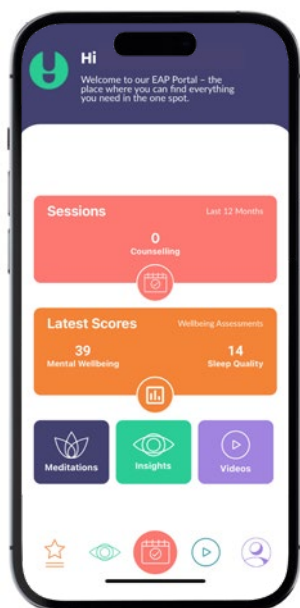 Hi
Welcome to our EAP Portal – the
place where you can find everything
you need in the one spot.
Sessions Last 12 Months
0
Counselling
Latest Scores Wellbeing Assessments
39 14
Mental Wellbeing Sleep Quality
Meditations Insights Videos